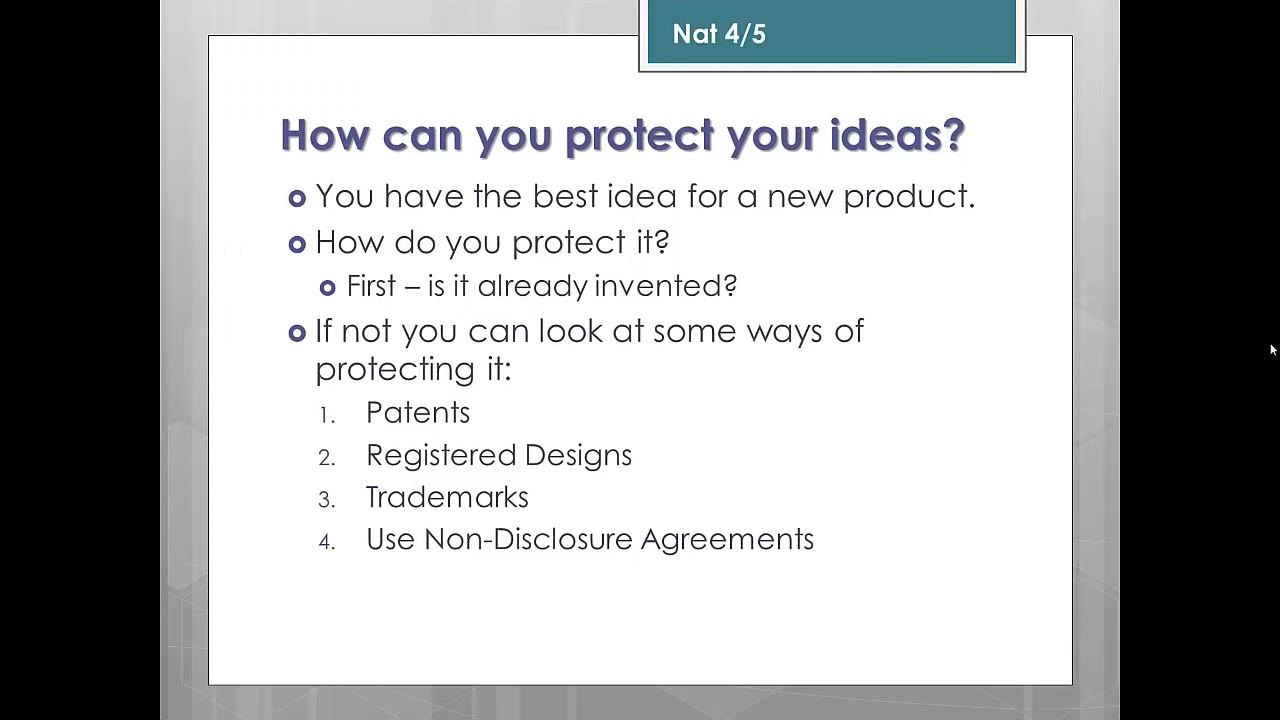 Nat 4/5
How can you protect your ideas?
You have the best idea for a new product.
How do you protect it?
First – is it already invented?
If not you can look at some ways of
protecting it:
1. Patents
2. Registered Designs
3. Trademarks
4. Use Non-Disclosure Agreements